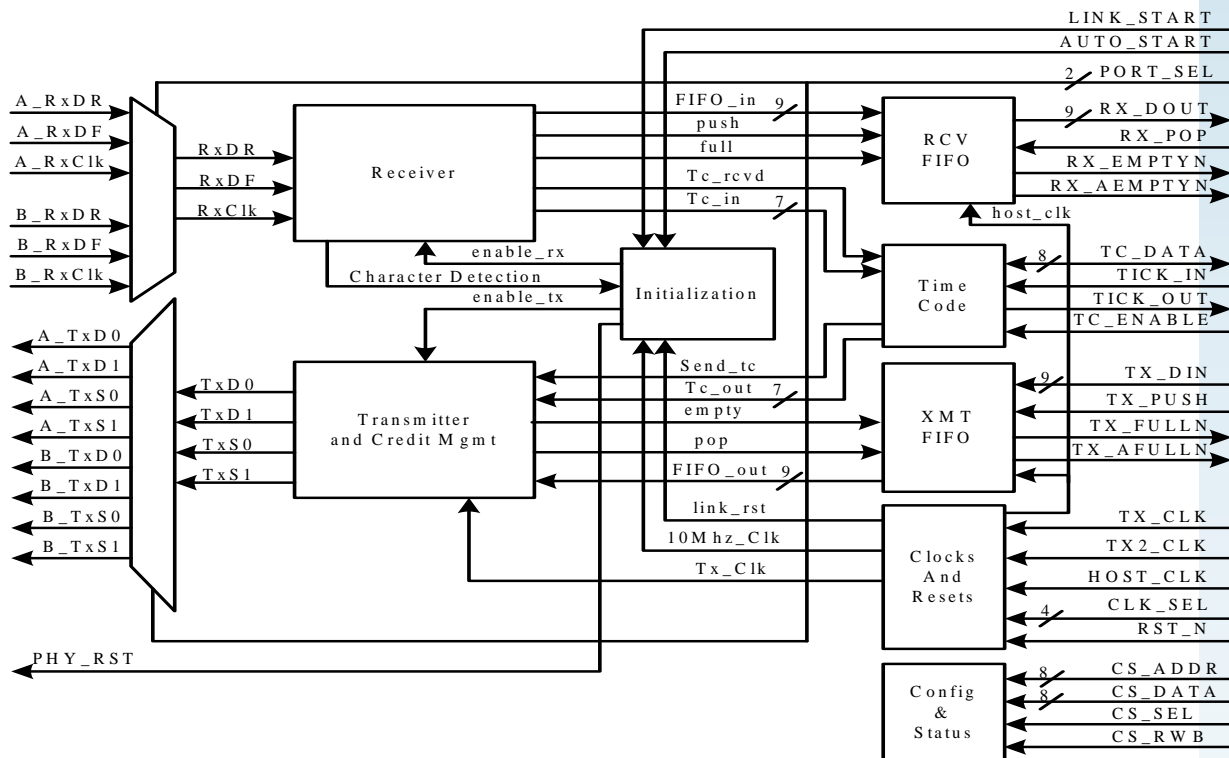 LINK_START
AUTO_START
2 PORT_SEL
A_RxDR
A_RxDF
A_RxClk
B_RxDR
B_RxDF
B_RxClk
RxDR
RxDF
RxClk
Receiver
FIFO_in 9
push
full
Tc_rcvd
Tc_in 7
RCV
FIFO
9 RX_DOUT
RX_POP
RX_EMPTYN
RX_AEMPTYN
host_clk
enable_rx
Character Detection
enable_tx
Initialization
Time
Code
8 TC_DATA
TICK_IN
TICK_OUT
TC_ENABLE
A_TxD0
A_TxD1
A_TxS0
A_TxS1
B_TxD0
B_TxD1
B_TxS0
B_TxS1
TxD0
TxD1
TxS0
TxS1
Transmitter
and Credit Mgmt
Send_tc
Tc_out 7
empty
pop
FIFO_out 9
XMT
FIFO
9 TX_DIN
TX_PUSH
TX_FULLN
TX_AFULLN
link_rst
10Mhz_Clk
Tx_Clk
Clocks
And
Resets
TX_CLK
TX2_CLK
HOST_CLK
4 CLK_SEL
RST_N
PHY_RST
Config
&
Status
8 CS_ADDR
8 CS_DATA
CS_SEL
CS_RWB